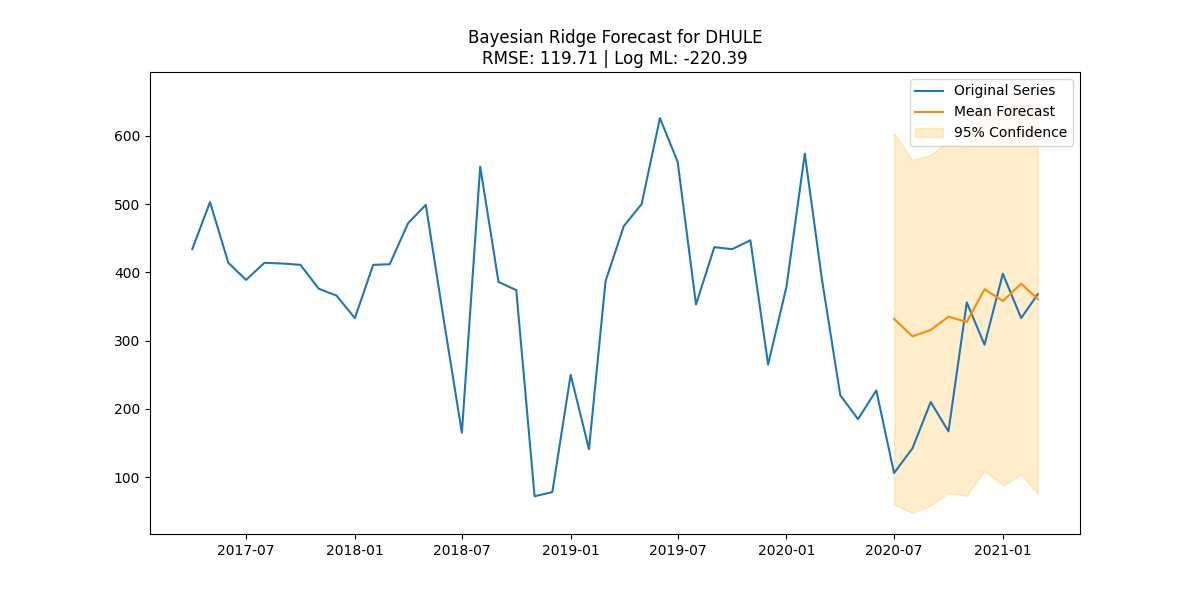 Bayesian Ridge Forecast for DHULE
RMSE: 119.71 | Log ML: -220.39
Original Series
Mean Forecast
95% Confidence
600
500
400
300
200
100
2017-07
2018-01
2018-07
2019-01
2019-07
2020-01
2020-07
2021-01